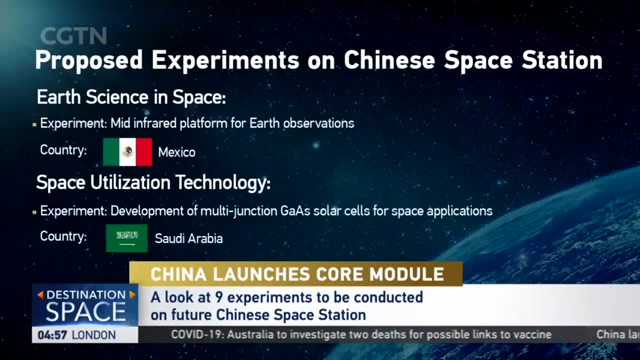 CGTN
Proposed Experiments on Chinese Space Station
Earth Science in Space:
Experiment: Mid infrared platform for Earth observations
Country: Mexico
Space Utilization Technology:
Experiment: Development of multi-junction GaAs solar cells for space applications
Country: Saudi Arabia
CHINA LAUNCHES CORE MODULE
DESTINATION
SPACE
A look at 9 experiments to be conducted
on future Chinese Space Station
04:57 LONDON
COVID-19: Australia to investigate two deaths for possible links to vaccine
China lau